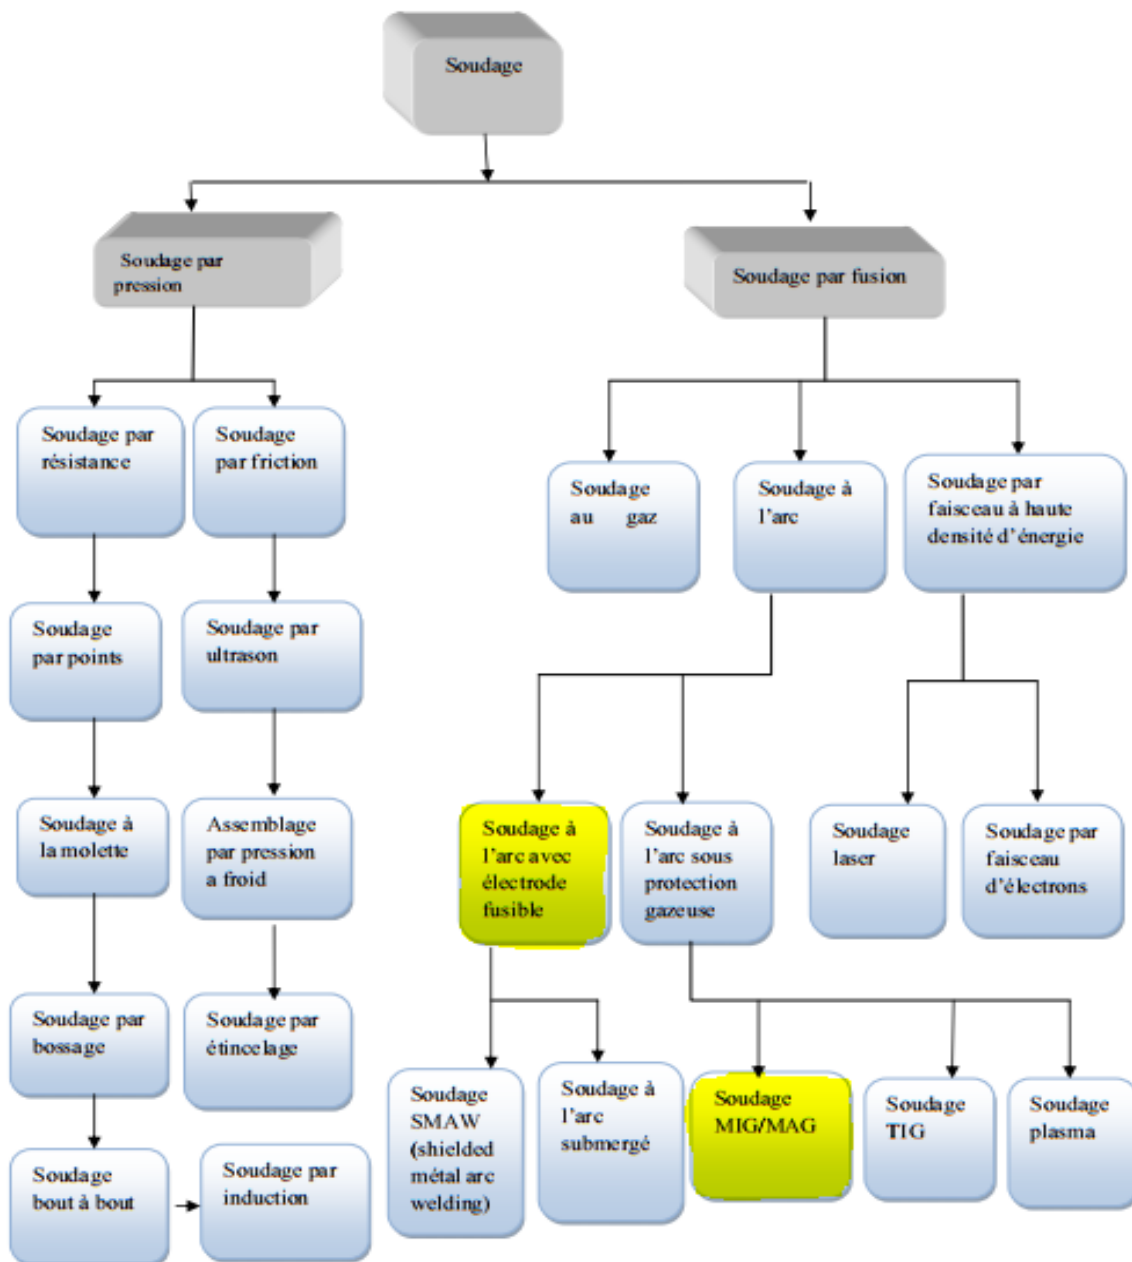 Soudage
Soudage par
pression
Soudage par fusion
Soudage par
résistance
Soudage
par friction
Soudage
au gaz
Soudage à
l'arc
Soudage par
faisceau à haute
densité d'énergie
Soudage
par points
Soudage par
ultrason
Soudage à
la molette
Assemblage
par pression
a froid
Soudage à
l'arc avec
électrode
fusible
Soudage à
l'arc sous
protection
gazeuse
Soudage
laser
Soudage par
faisceau
d'électrons
Soudage par
bossage
Soudage par
étincelage
Soudage
SMAW
(shielded
métal arc
welding)
Soudage à
l'arc
submergé
Soudage
MIG/MAG
Soudage
TIG
Soudage
plasma
Soudage
bout à bout
Soudage par
induction